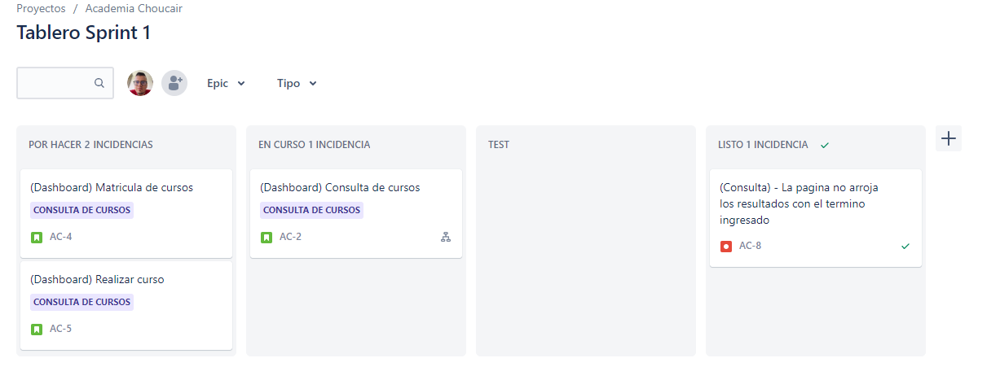 Proyectos / Academia Choucair
Tablero Sprint 1
Epic Tipo
POR HACER 2 INCIDENCIAS
(Dashboard) Matricula de cursos
CONSULTA DE CURSOS
AC-4
(Dashboard) Realizar curso
CONSULTA DE CURSOS
AC-5
EN CURSO 1 INCIDENCIA
(Dashboard) Consulta de cursos
CONSULTA DE CURSOS
AC-2
TEST
LISTO 1 INCIDENCIA
(Consulta) - La pagina no arroja
los resultados con el termino
ingresado
AC-8